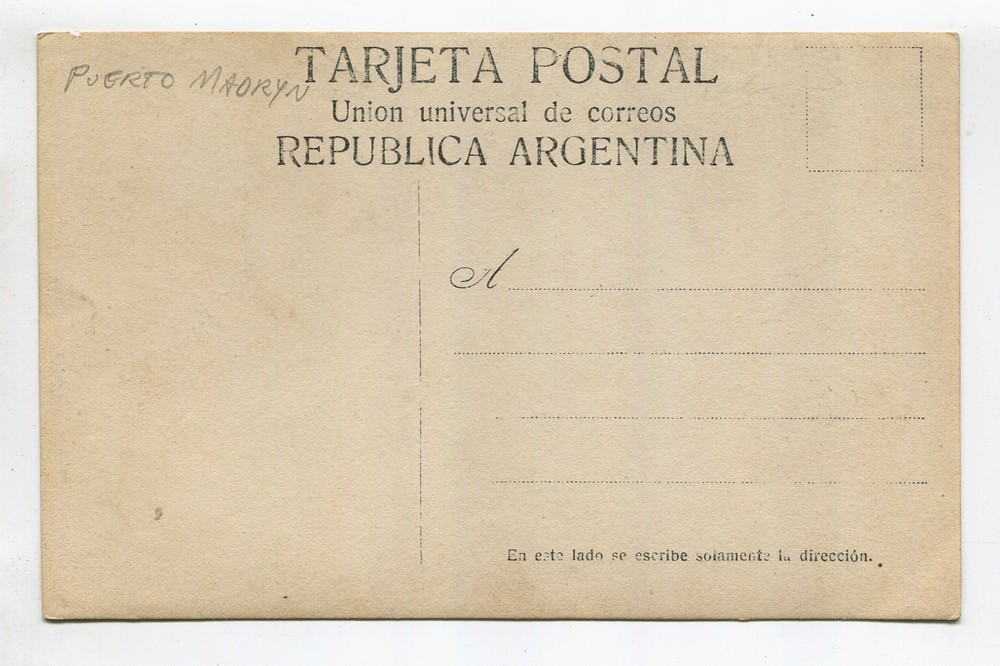 PUERTO MADRYN
TARJETA POSTAL
Union universal de correos
REPUBLICA ARGENTINA
A
En este lado se escribe solamente la dirección.